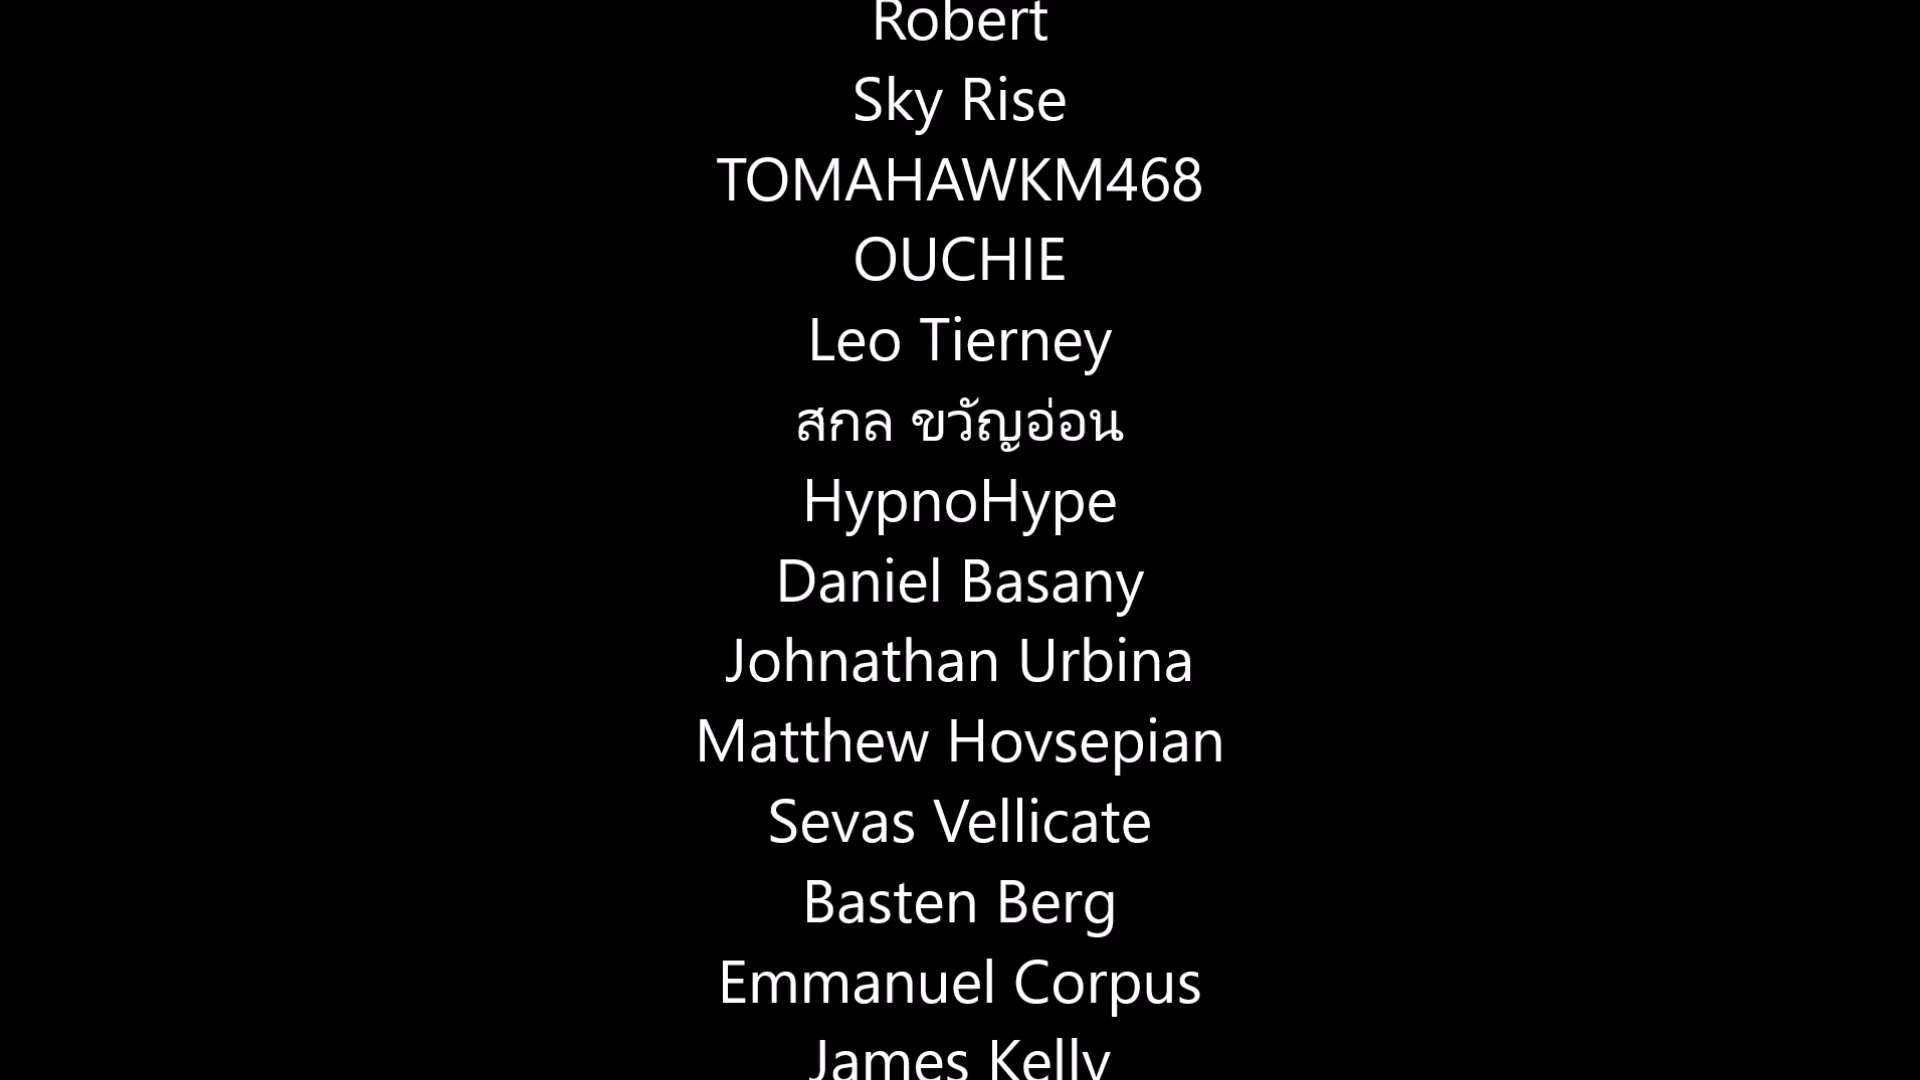 Robert
Sky Rise
TOMAHAWKM468
OUCHIE
Leo Tierney
สกล ขวัญอ่อน
HypnoHype
Daniel Basany
Johnathan Urbina
Matthew Hovsepian
Sevas Vellicate
Basten Berg
Emmanuel Corpus
James Kelly